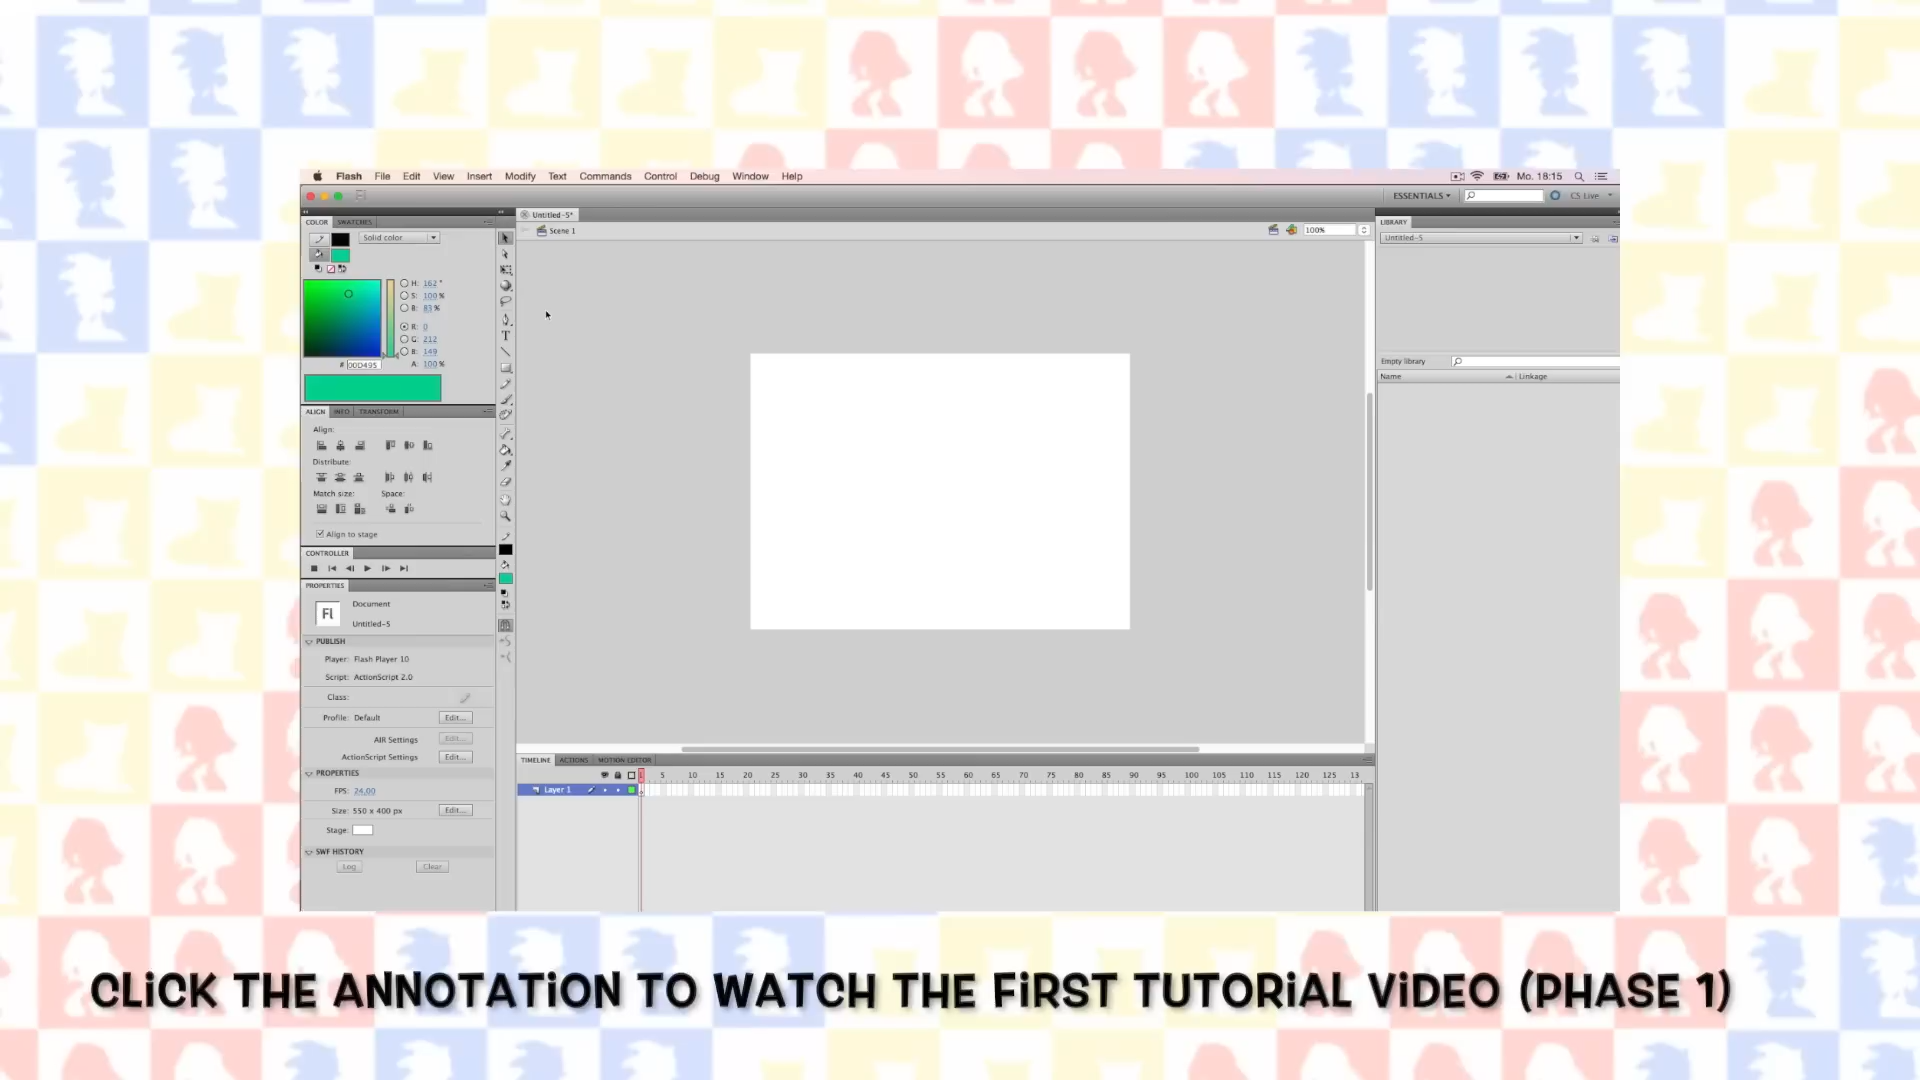 Flash File Edit View Insert Modify Text Commands Control Debug Window Help
Mo. 18:15
ESSENTIALS
CS Live
COLOR SWATCHES
Untitled-5*
LIBRARY
Solid color
Scene 1
100%
Untitled-5
H: 162 °
S: 100 %
B: 83 %
R: 0
G: 212
B: 149
# 00D495
A: 100 %
Empty library
Name
Linkage
ALIGN INFO TRANSFORM
Align:
Distribute:
Match size:
Space:
Align to stage
CONTROLLER
PROPERTIES
Fl
Document
Untitled-5
PUBLISH
Player: Flash Player 10
Script: ActionScript 2.0
Class:
Profile: Default
Edit...
AIR Settings
Edit...
ActionScript Settings
Edit...
PROPERTIES
FPS: 24,00
Size: 550 x 400 px
Edit...
Stage:
SWF HISTORY
Log
Clear
TIMELINE ACTIONS MOTION EDITOR
1 5 10 15 20 25 30 35 40 45 50 55 60 65 70 75 80 85 90 95 100 105 110 115 120 125 13
Layer 1
CLICK THE ANNOTATION TO WATCH THE FIRST TUTORIAL VIDEO (PHASE 1)